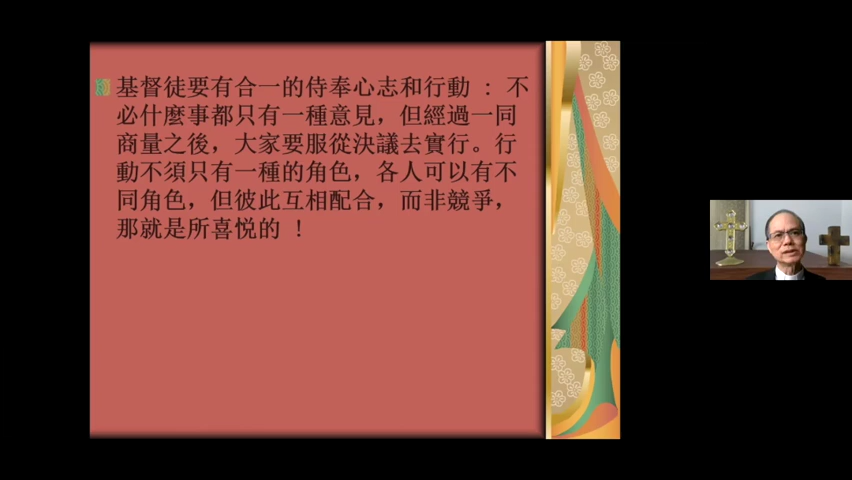 基督徒要有合一的侍奉心志和行動 : 不
必什麼事都只有一種意見，但經過一同
商量之後，大家要服從決議去實行。行
動不須只有一種的角色，各人可以有不
同角色，但彼此互相配合，而非競爭，
那就是所喜悦的 !